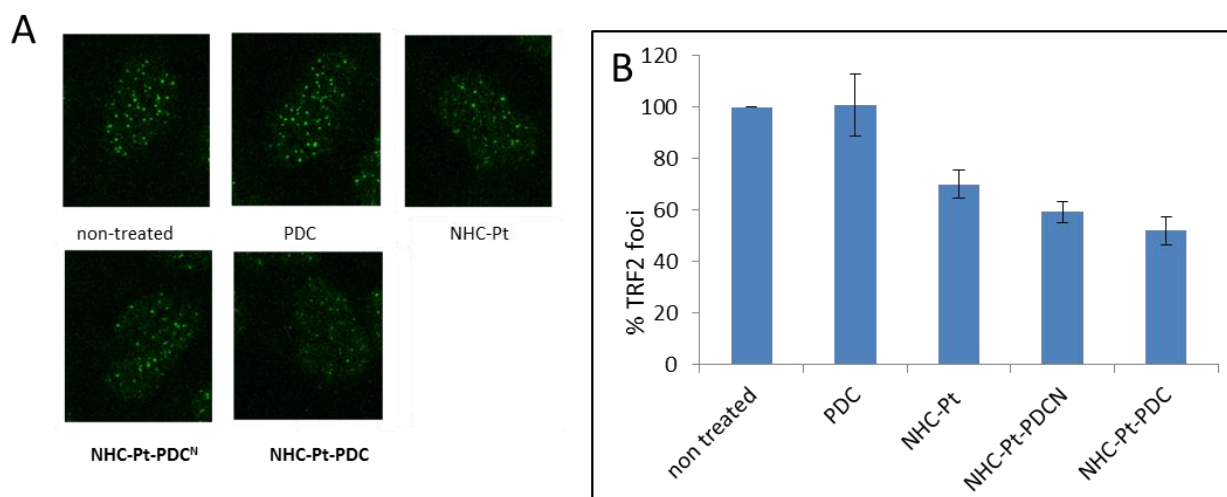 A
non-treated PDC NHC-Pt
NHC-Pt-PDCᴺ NHC-Pt-PDC
B
% TRF2 foci
120
100
80
60
40
20
0
non treated
PDC
NHC-Pt
NHC-Pt-PDCN
NHC-Pt-PDC